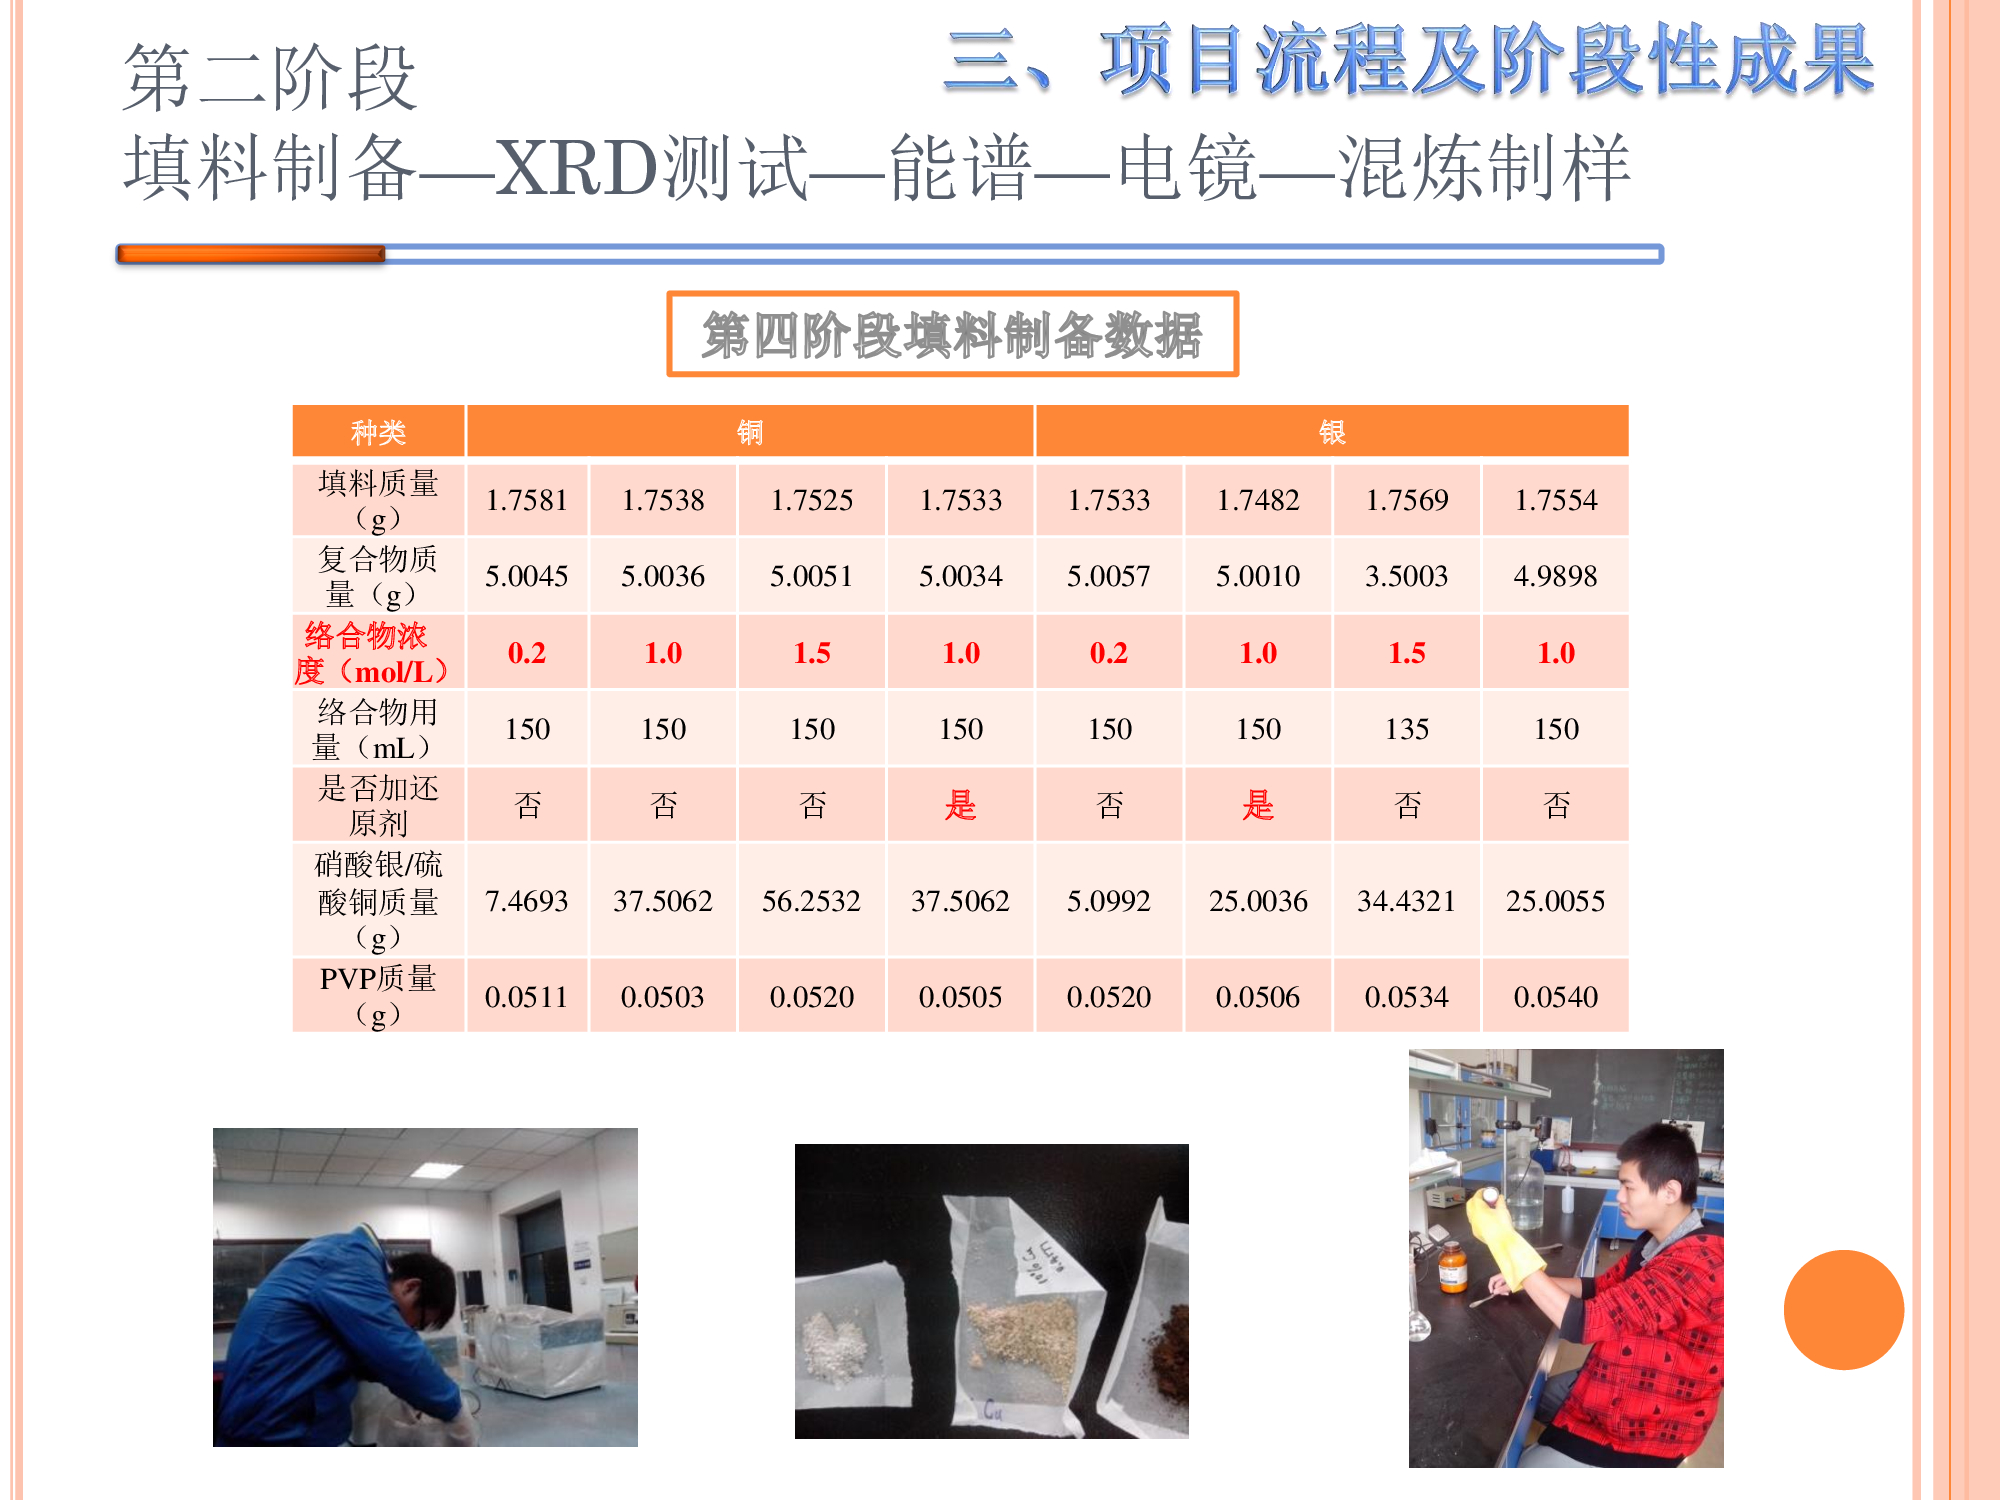 三、项目流程及阶段性成果
第二阶段
填料制备—XRD测试—能谱—电镜—混炼制样
第四阶段填料制备数据
种类 铜 银
填料质量（g） 1.7581 1.7538 1.7525 1.7533 1.7533 1.7482 1.7569 1.7554
复合物质量（g） 5.0045 5.0036 5.0051 5.0034 5.0057 5.0010 3.5003 4.9898
络合物浓度（mol/L） 0.2 1.0 1.5 1.0 0.2 1.0 1.5 1.0
络合物用量（mL） 150 150 150 150 150 150 135 150
是否加还原剂 否 否 否 是 否 是 否 否
硝酸银/硫酸铜质量（g） 7.4693 37.5062 56.2532 37.5062 5.0992 25.0036 34.4321 25.0055
PVP质量（g） 0.0511 0.0503 0.0520 0.0505 0.0520 0.0506 0.0534 0.0540
Cu